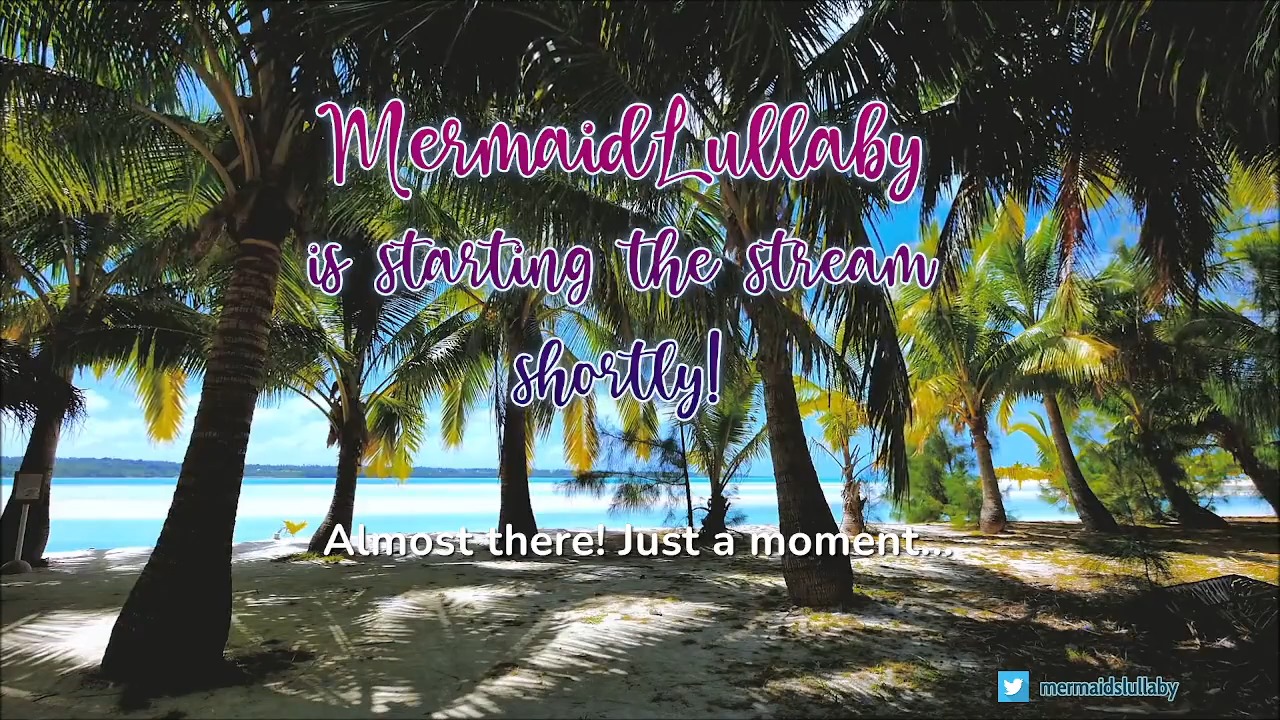 MermaidLullaby
is starting the stream
shortly!
Almost there! Just a moment...
mermaidslullaby